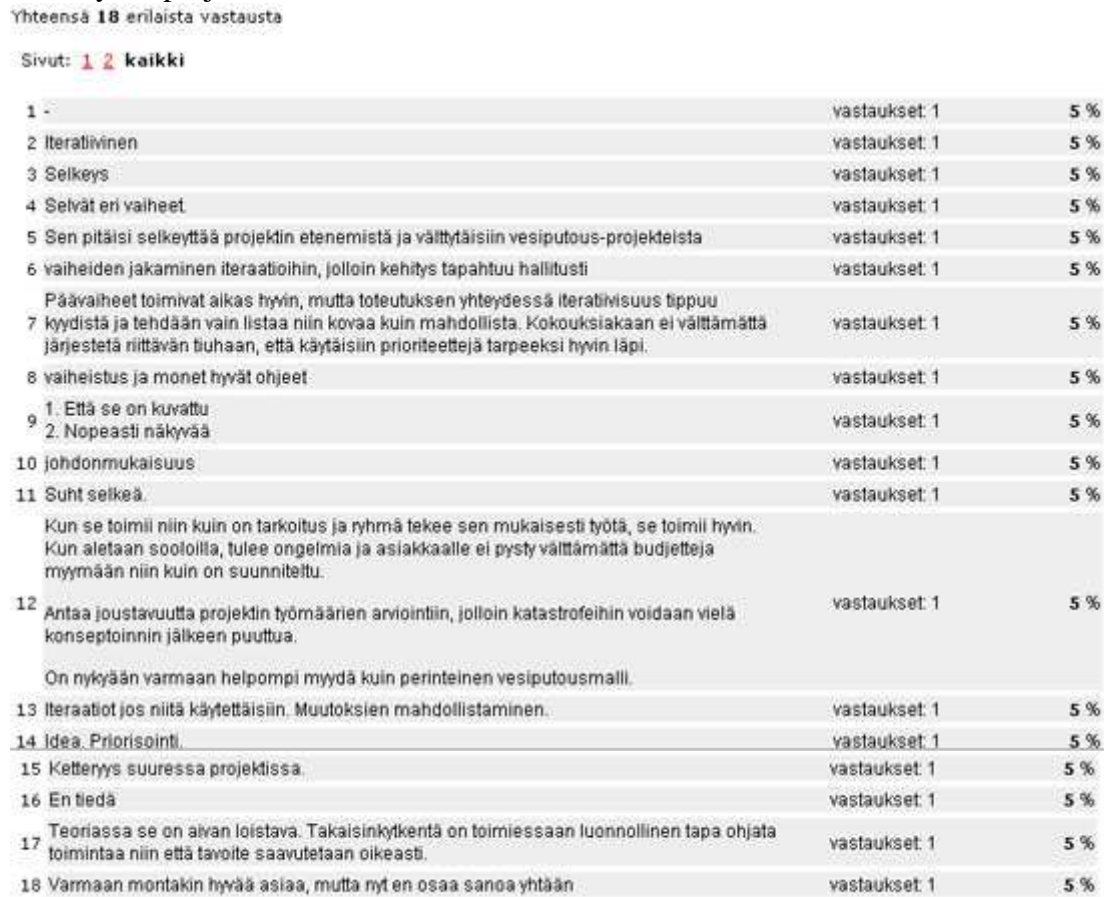 Yhteensä 18 erilaista vastausta
Sivut: 1 2 kaikki
1 - vastaukset: 1 5 %
2 Iteratiivinen vastaukset: 1 5 %
3 Selkeys vastaukset: 1 5 %
4 Selvät eri vaiheet vastaukset: 1 5 %
5 Sen pitäisi selkeyttää projektin etenemistä ja välttytäisiin vesiputous-projekteista vastaukset: 1 5 %
6 vaiheiden jakaminen iteraatioihin, jolloin kehitys tapahtuu hallitusti vastaukset: 1 5 %
Päävaiheet toimivat aikas hyvin, mutta toteutuksen yhteydessä iteratiivisuus tippuu
7 kyydistä ja tehdään vain listaa niin kovaa kuin mahdollista. Kokouksiakaan ei välttämättä vastaukset: 1 5 %
järjestetä riittävän tiuhaan, että käytäisiin prioriteettejä tarpeeksi hyvin läpi.
8 vaiheistus ja monet hyvät ohjeet vastaukset: 1 5 %
9 1. Että se on kuvattu vastaukset: 1 5 %
2. Nopeasti näkyvää
10 johdonmukaisuus vastaukset: 1 5 %
11 Suht selkeä. vastaukset: 1 5 %
Kun se toimii niin kuin on tarkoitus ja ryhmä tekee sen mukaisesti työtä, se toimii hyvin.
Kun aletaan sooloilla, tulee ongelmia ja asiakkaalle ei pysty välttämättä budjetteja
myymään niin kuin on suunniteltu.
12 Antaa joustavuutta projektin työmäärien arviointiin, jolloin katastrofeihin voidaan vielä vastaukset: 1 5 %
konseptoinnin jälkeen puuttua.
On nykyään varmaan helpompi myydä kuin perinteinen vesiputousmalli.
13 Iteraatiot jos niitä käytettäisiin. Muutoksien mahdollistaminen. vastaukset: 1 5 %
14 Idea. Priorisointi. vastaukset: 1 5 %
15 Ketteryys suuressa projektissa. vastaukset: 1 5 %
16 En tiedä vastaukset: 1 5 %
17 Teoriassa se on aivan loistava. Takaisinkytkentä on toimiessaan luonnollinen tapa ohjata vastaukset: 1 5 %
toimintaa niin että tavoite saavutetaan oikeasti.
18 Varmaan montakin hyvää asiaa, mutta nyt en osaa sanoa yhtään vastaukset: 1 5 %